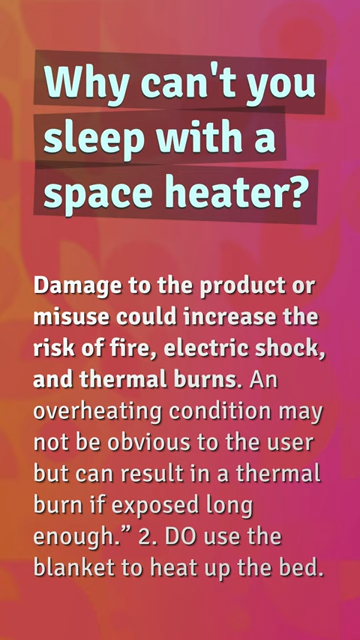 Why can't you
sleep with a
space heater?
Damage to the product or
misuse could increase the
risk of fire, electric shock,
and thermal burns. An
overheating condition may
not be obvious to the user
but can result in a thermal
burn if exposed long
enough.” 2. DO use the
blanket to heat up the bed.